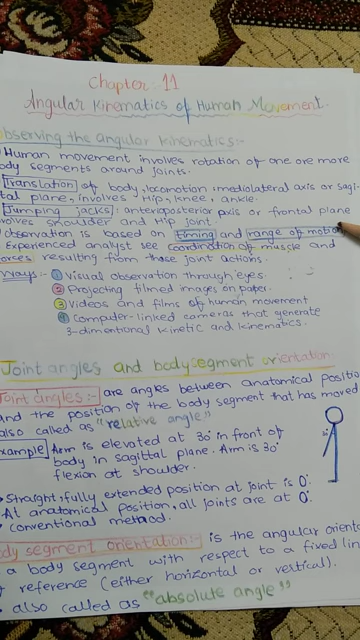 Chapter 11
Angular Kinematics of Human Movement.
bserving the angular kinematics:-
Human movement involves rotation of one ore more
ody segments around joints.
Translation of body, locomotion, mediolateral axis or sagi-
tal plane, involves Hip, knee, ankle.
Jumping jacks: anteroposterior axis or frontal plane
volves shoulder and Hip joint.
Observation is based on timing and range of motion
Experienced analyst see coordination of muscle and
orces resulting from these joint actions.
Ways:- ① Visual observation through eyes.
② Projecting filmed images on paper.
③ Videos and films of human movement
④ Computer-linked cameras that generate
3-dimentional kinetic and kinematics.
Joint angles and body segment orientation:-
Joint angles:- are angles between anatomical positio
and the position of the body segment that has moved
also called as "relative angle"
xample Arm is elevated at 30° in front of
body in sagittal plane. Arm is 30°
flexion at shoulder.
Straight, fully extended position at joint is 0°.
At anatomical position, all joints are at 0°.
conventional method.
ody segment orientation:- is the angular orienta
a body segment with respect to a fixed lin
f reference (either horizontal or vertical).
also called as "absolute angle"